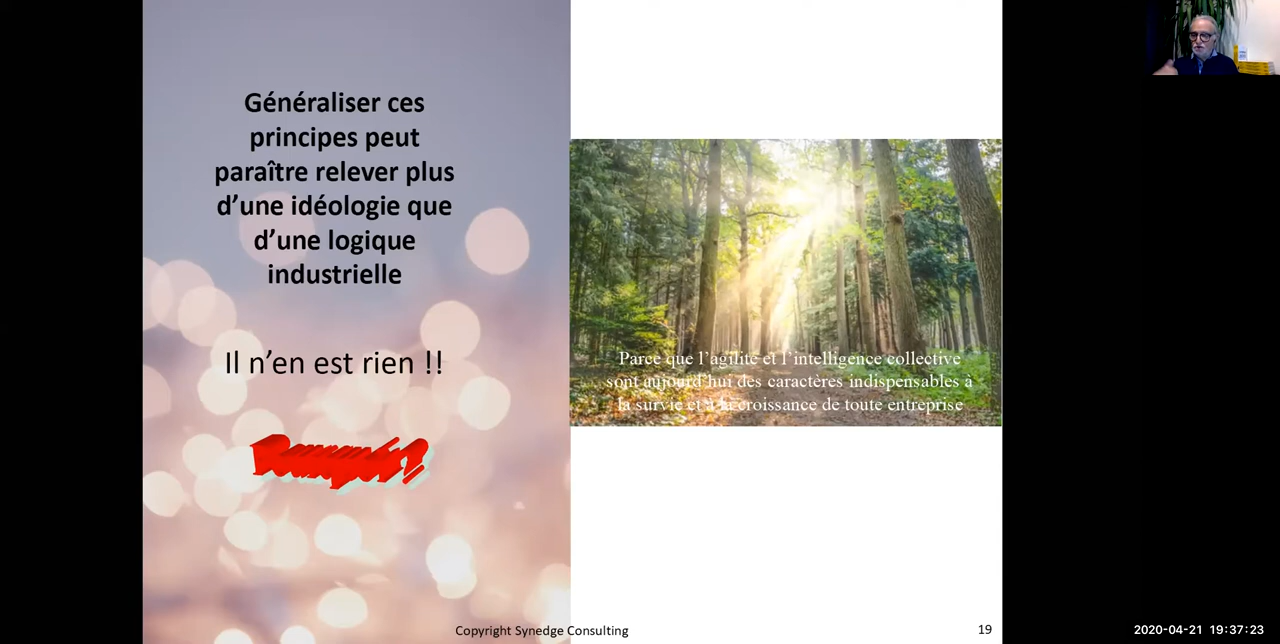 Généraliser ces
principes peut
paraître relever plus
d’une idéologie que
d’une logique
industrielle
Il n’en est rien !!
Pourquoi?
Parce que l’agilité et l’intelligence collective
sont aujourd’hui des caractères indispensables à
la survie et à la croissance de toute entreprise
Copyright Synedge Consulting
19
2020-04-21 19:37:23